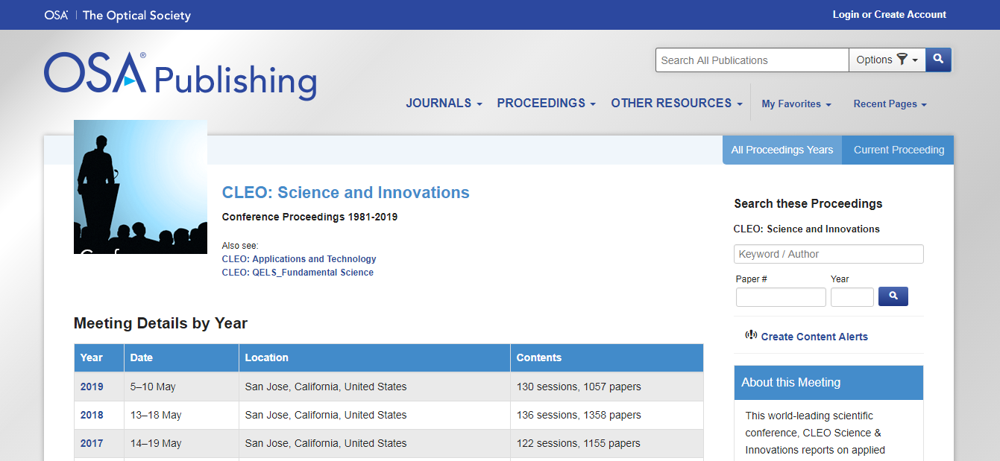 OSA | The Optical Society
Login or Create Account
OSA® Publishing
Search All Publications
Options
JOURNALS
PROCEEDINGS
OTHER RESOURCES
My Favorites
Recent Pages
All Proceedings Years
Current Proceeding
CLEO: Science and Innovations
Conference Proceedings 1981-2019
Also see:
CLEO: Applications and Technology
CLEO: QELS_Fundamental Science
Meeting Details by Year
Year Date Location Contents
2019 5–10 May San Jose, California, United States 130 sessions, 1057 papers
2018 13–18 May San Jose, California, United States 136 sessions, 1358 papers
2017 14–19 May San Jose, California, United States 122 sessions, 1155 papers
Search these Proceedings
CLEO: Science and Innovations
Keyword / Author
Paper # Year
Create Content Alerts
About this Meeting
This world-leading scientific
conference, CLEO Science &
Innovations reports on applied